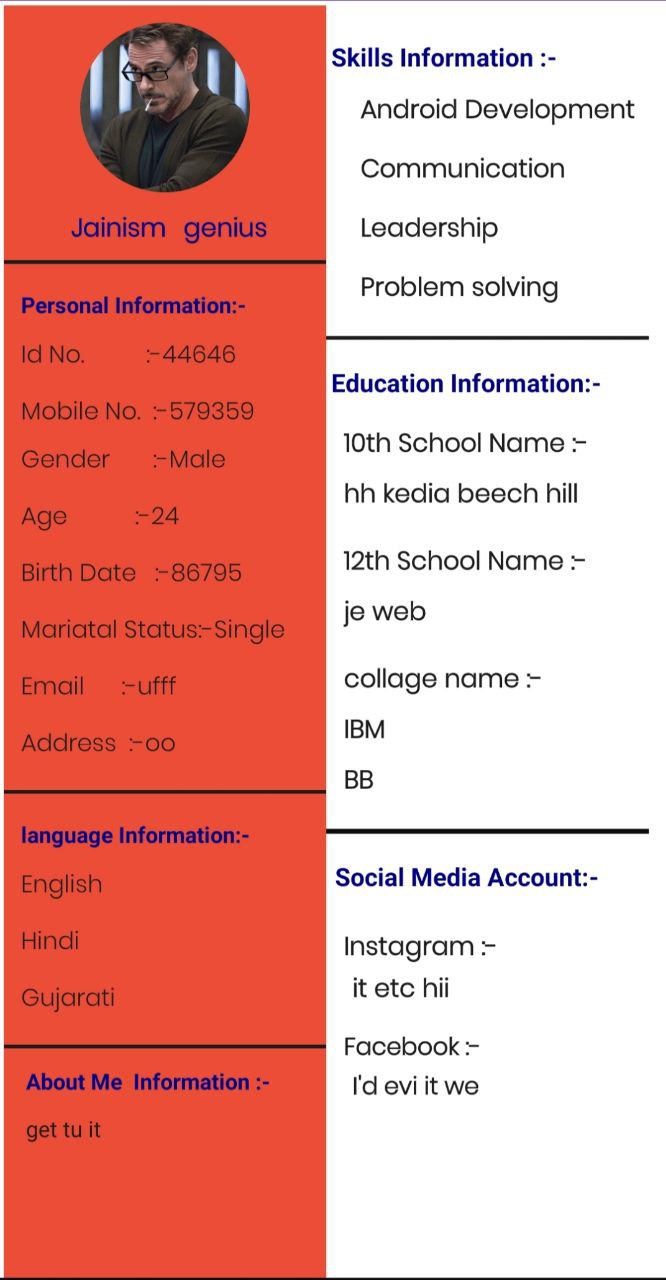 Jainism genius
Personal Information:-
Id No. :-44646
Mobile No. :-579359
Gender :-Male
Age :-24
Birth Date :-86795
Mariatal Status:-Single
Email :-ufff
Address :-oo
language Information:-
English
Hindi
Gujarati
About Me Information :-
get tu it
Skills Information :-
Android Development
Communication
Leadership
Problem solving
Education Information:-
10th School Name :-
hh kedia beech hill
12th School Name :-
je web
collage name :-
IBM
BB
Social Media Account:-
Instagram :-
it etc hii
Facebook :-
I'd evi it we